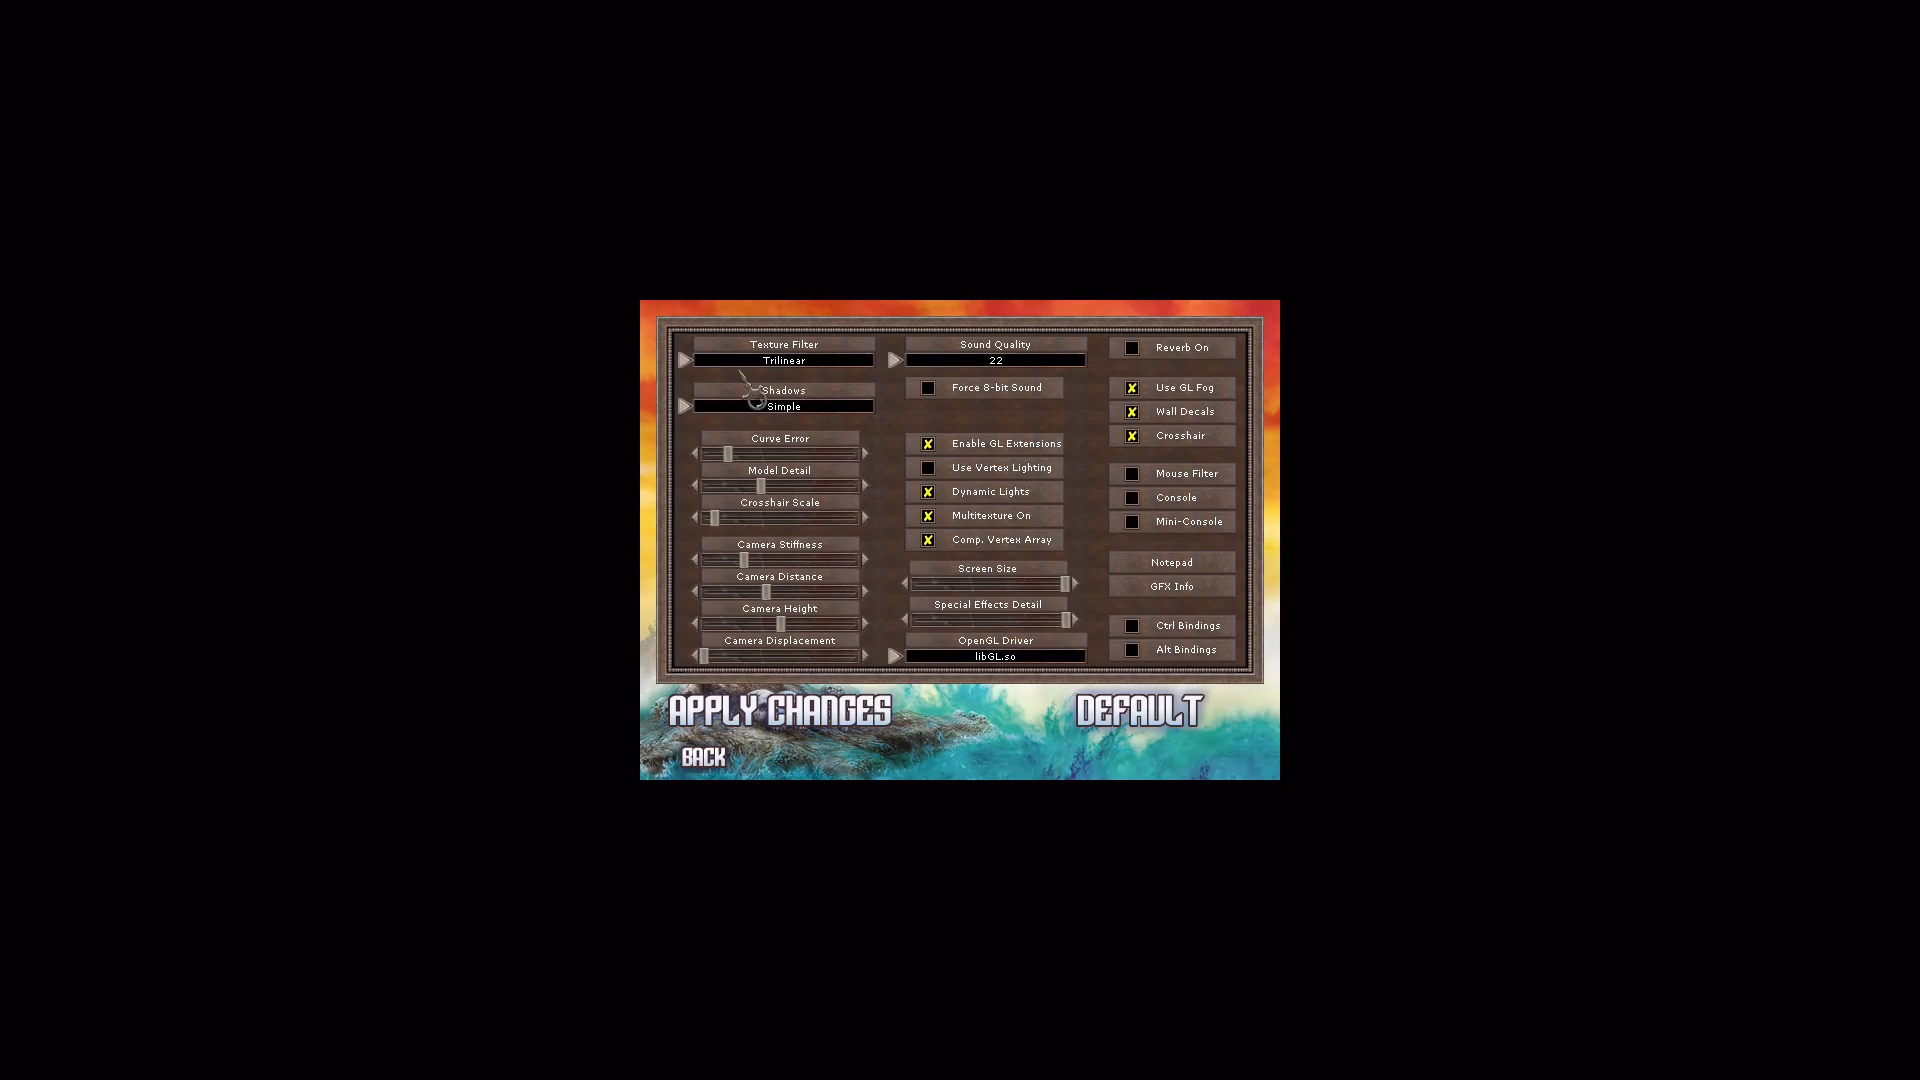 Texture Filter
Trilinear
Shadows
Simple
Curve Error
Model Detail
Crosshair Scale
Camera Stiffness
Camera Distance
Camera Height
Camera Displacement
Sound Quality
22
Force 8-bit Sound
Enable GL Extensions
Use Vertex Lighting
Dynamic Lights
Multitexture On
Comp. Vertex Array
Screen Size
Special Effects Detail
OpenGL Driver
libGL.so
Reverb On
Use GL Fog
Wall Decals
Crosshair
Mouse Filter
Console
Mini-Console
Notepad
GFX Info
Ctrl Bindings
Alt Bindings
APPLY CHANGES
DEFAULT
BACK